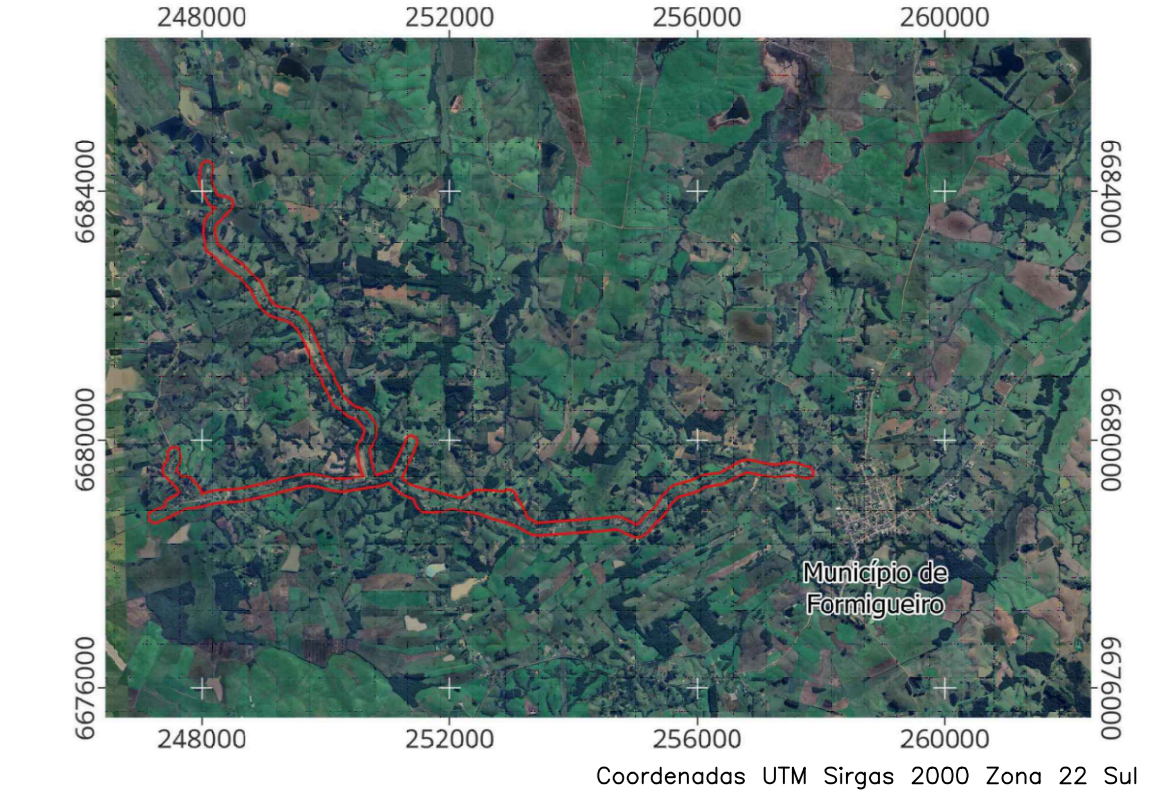 248000 252000 256000 260000
6684000 6684000
6680000 6680000
Município de
Formigueiro
6676000 6676000
248000 252000 256000 260000
Coordenadas UTM Sirgas 2000 Zona 22 Sul